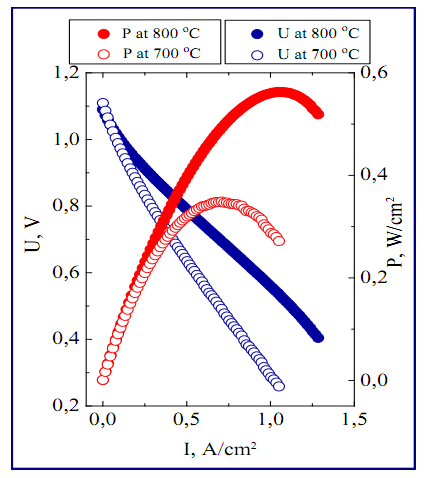 P at 800 °C
P at 700 °C
U at 800 °C
U at 700 °C
1,2
1,0
0,8
0,6
0,4
0,2
U, V
0,6
0,4
0,2
0,0
P, W/cm²
0,0
0,5
1,0
1,5
I, A/cm²